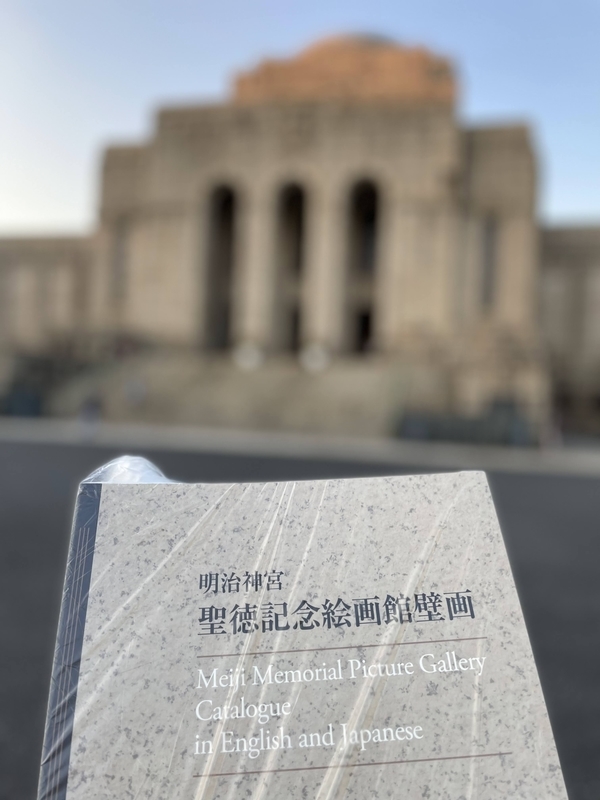 明治神宮
聖徳記念絵画館壁画
Meiji Memorial Picture Gallery
Catalogue
in English and Japanese